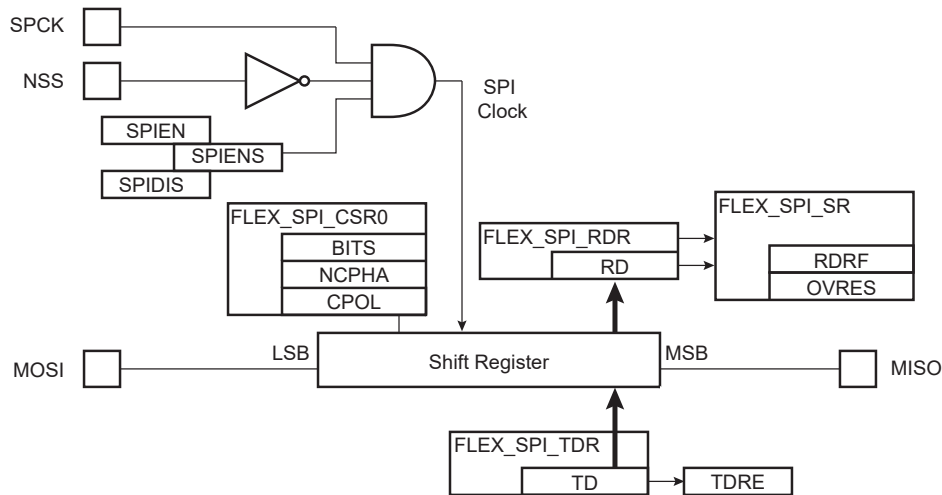 SPCK
NSS
SPI
Clock
SPIEN
SPIENS
SPIDIS
FLEX_SPI_CSR0
BITS
NCPHA
CPOL
FLEX_SPI_RDR
RD
FLEX_SPI_SR
RDRF
OVRES
MOSI
LSB
Shift Register
MSB
MISO
FLEX_SPI_TDR
TD
TDRE